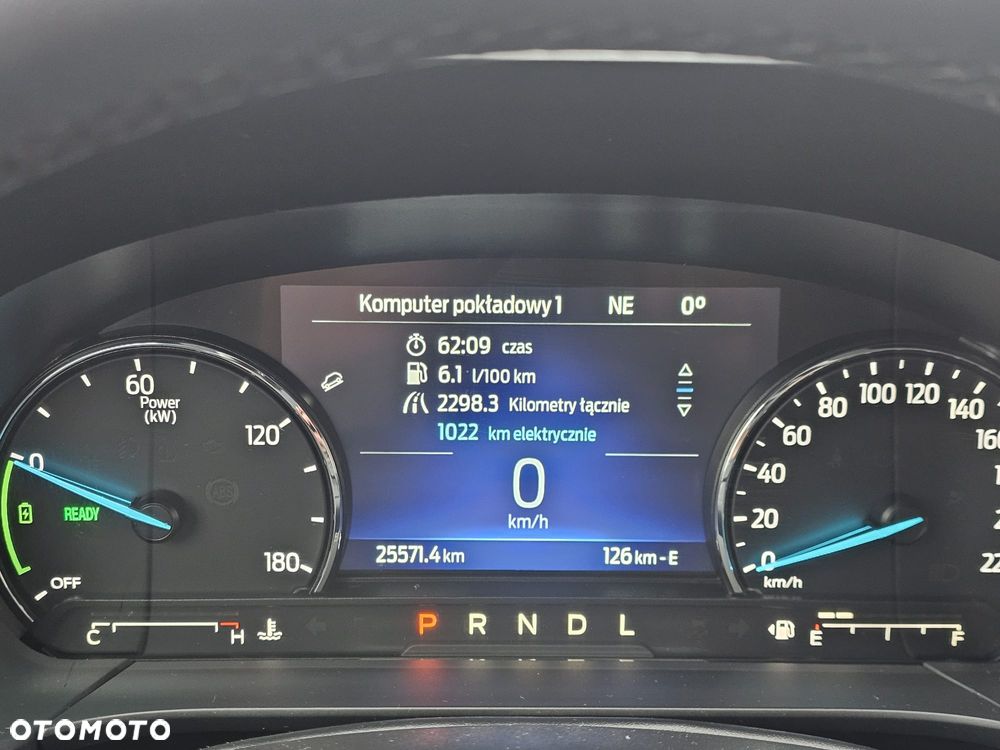 Komputer pokładowy 1 NE 0°
62:09 czas
6.1 l/100 km
2298.3 Kilometry łącznie
1022 km elektrycznie
0
km/h
25571.4 km 126 km - E
60
Power
(kW)
0
120
180
READY
OFF
ABS
0
20
40
60
80
100
120
140
km/h
C H
P R N D L
E F
OTOMOTO